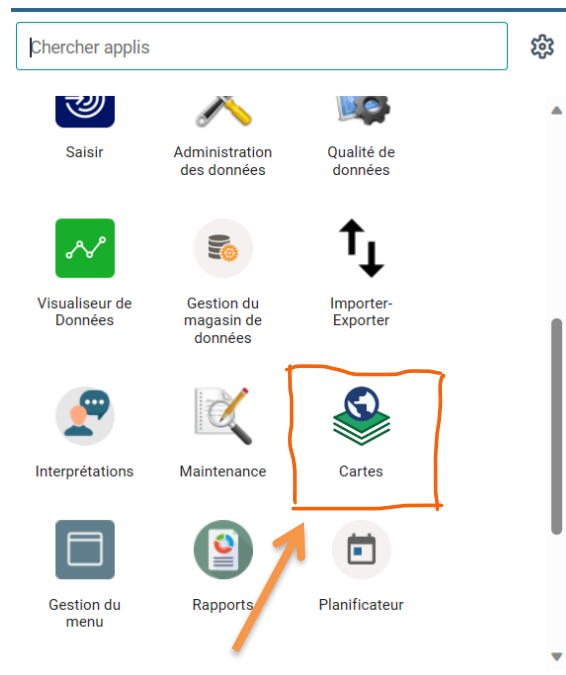 Chercher applis
Saisir
Administration
des données
Qualité de
données
Visualiseur de
Données
Gestion du
magasin de
données
Importer-
Exporter
Interprétations
Maintenance
Cartes
Gestion du
menu
Rapports
Planificateur